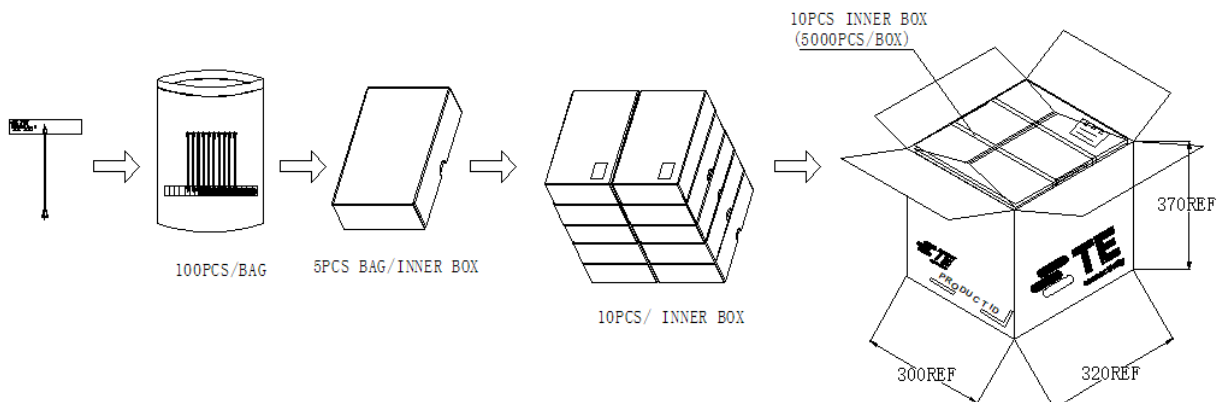 10PCS INNER BOX
(5000PCS/BOX)
100PCS/BAG
5PCS BAG/INNER BOX
10PCS/ INNER BOX
TE
PRODUCT ID
TE
370REF
300REF
320REF